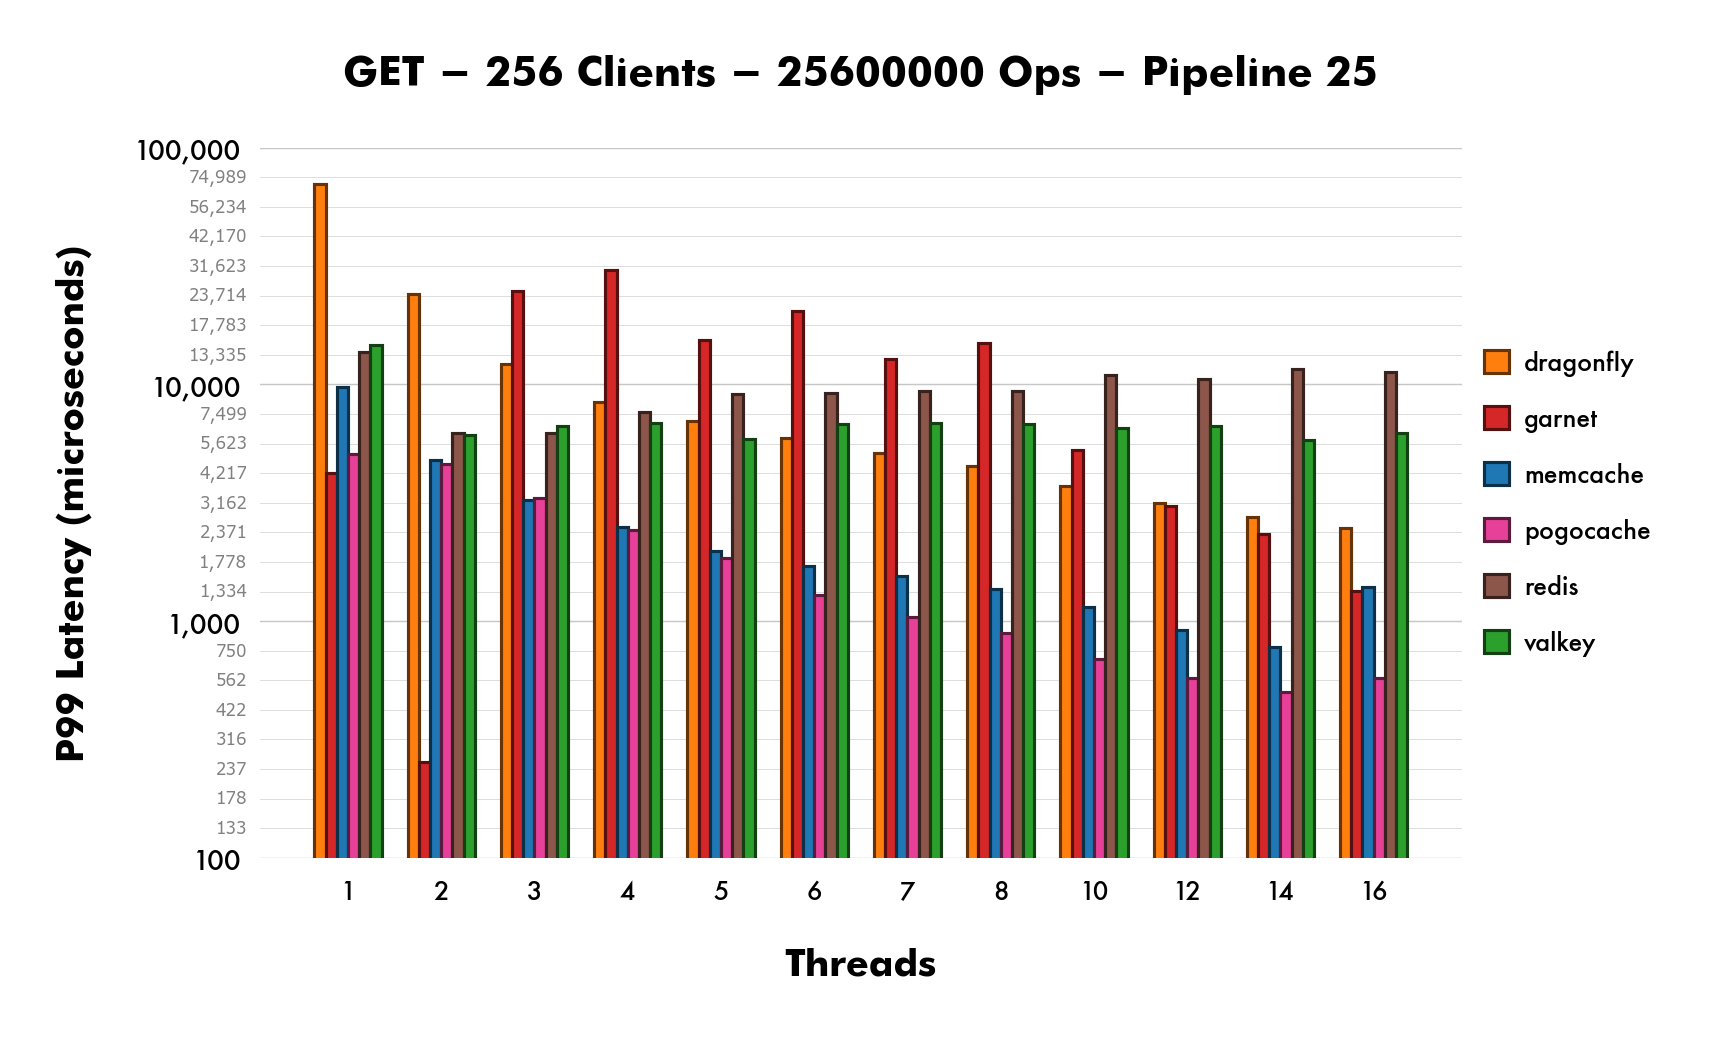 GET – 256 Clients – 25600000 Ops – Pipeline 25
P99 Latency (microseconds)
100,000
74,989
56,234
42,170
31,623
23,714
17,783
13,335
10,000
7,499
5,623
4,217
3,162
2,371
1,778
1,334
1,000
750
562
422
316
237
178
133
100
1 2 3 4 5 6 7 8 10 12 14 16
Threads
dragonfly
garnet
memcache
pogocache
redis
valkey